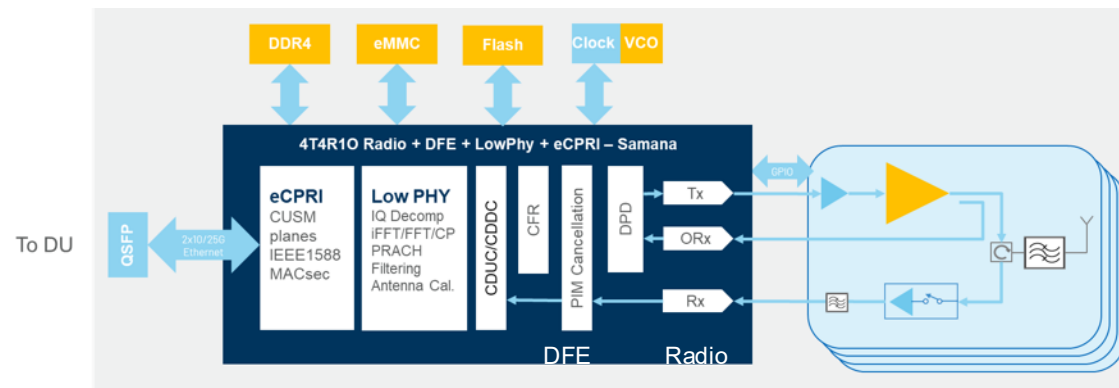 DDR4
eMMC
Flash
Clock VCO
4T4R1O Radio + DFE + LowPhy + eCPRI – Samana
To DU
QSFP
2x10/25G
Ethernet
eCPRI
CUSM
planes
IEEE1588
MACsec
Low PHY
IQ Decomp
iFFT/FFT/CP
PRACH
Filtering
Antenna Cal.
CDUC/CDDC
CFR
PIM Cancellation
DPD
Tx
ORx
Rx
GPIO
DFE
Radio